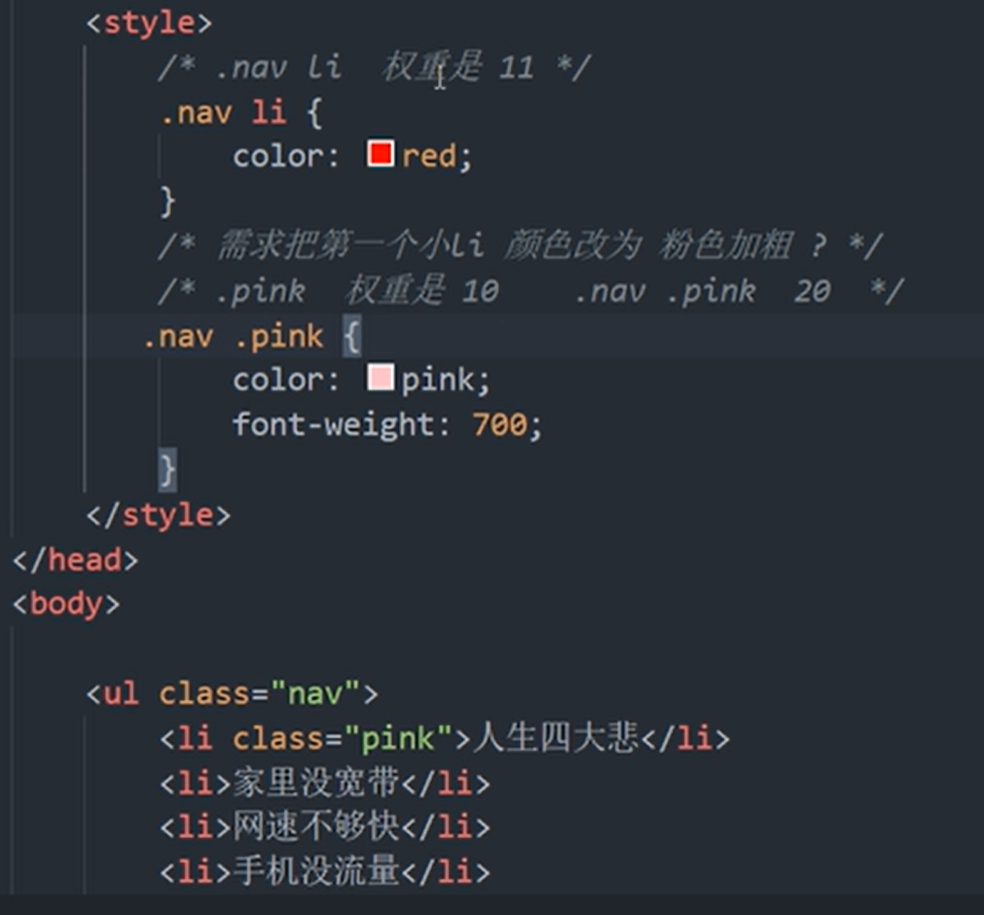 <style>
/* .nav li 权重是 11 */
.nav li {
color: red;
}
/* 需求把第一个小li 颜色改为 粉色加粗 ? */
/* .pink 权重是 10 .nav .pink 20 */
.nav .pink {
color: pink;
font-weight: 700;
}
</style>
</head>
<body>
<ul class="nav">
<li class="pink">人生四大悲</li>
<li>家里没宽带</li>
<li>网速不够快</li>
<li>手机没流量</li>